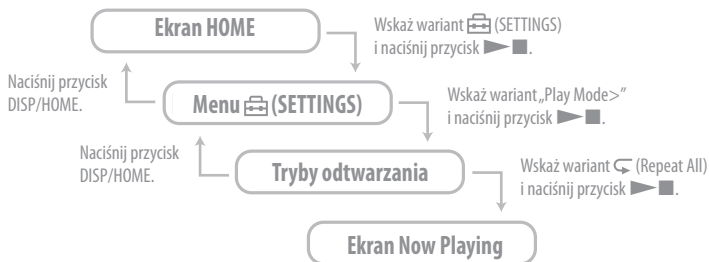 Ekran HOME
Wskaż wariant (SETTINGS)
i naciśnij przycisk ►■.
Naciśnij przycisk
DISP/HOME.
Menu (SETTINGS)
Wskaż wariant „Play Mode>”
i naciśnij przycisk ►■.
Naciśnij przycisk
DISP/HOME.
Tryby odtwarzania
Wskaż wariant (Repeat All)
i naciśnij przycisk ►■.
Ekran Now Playing